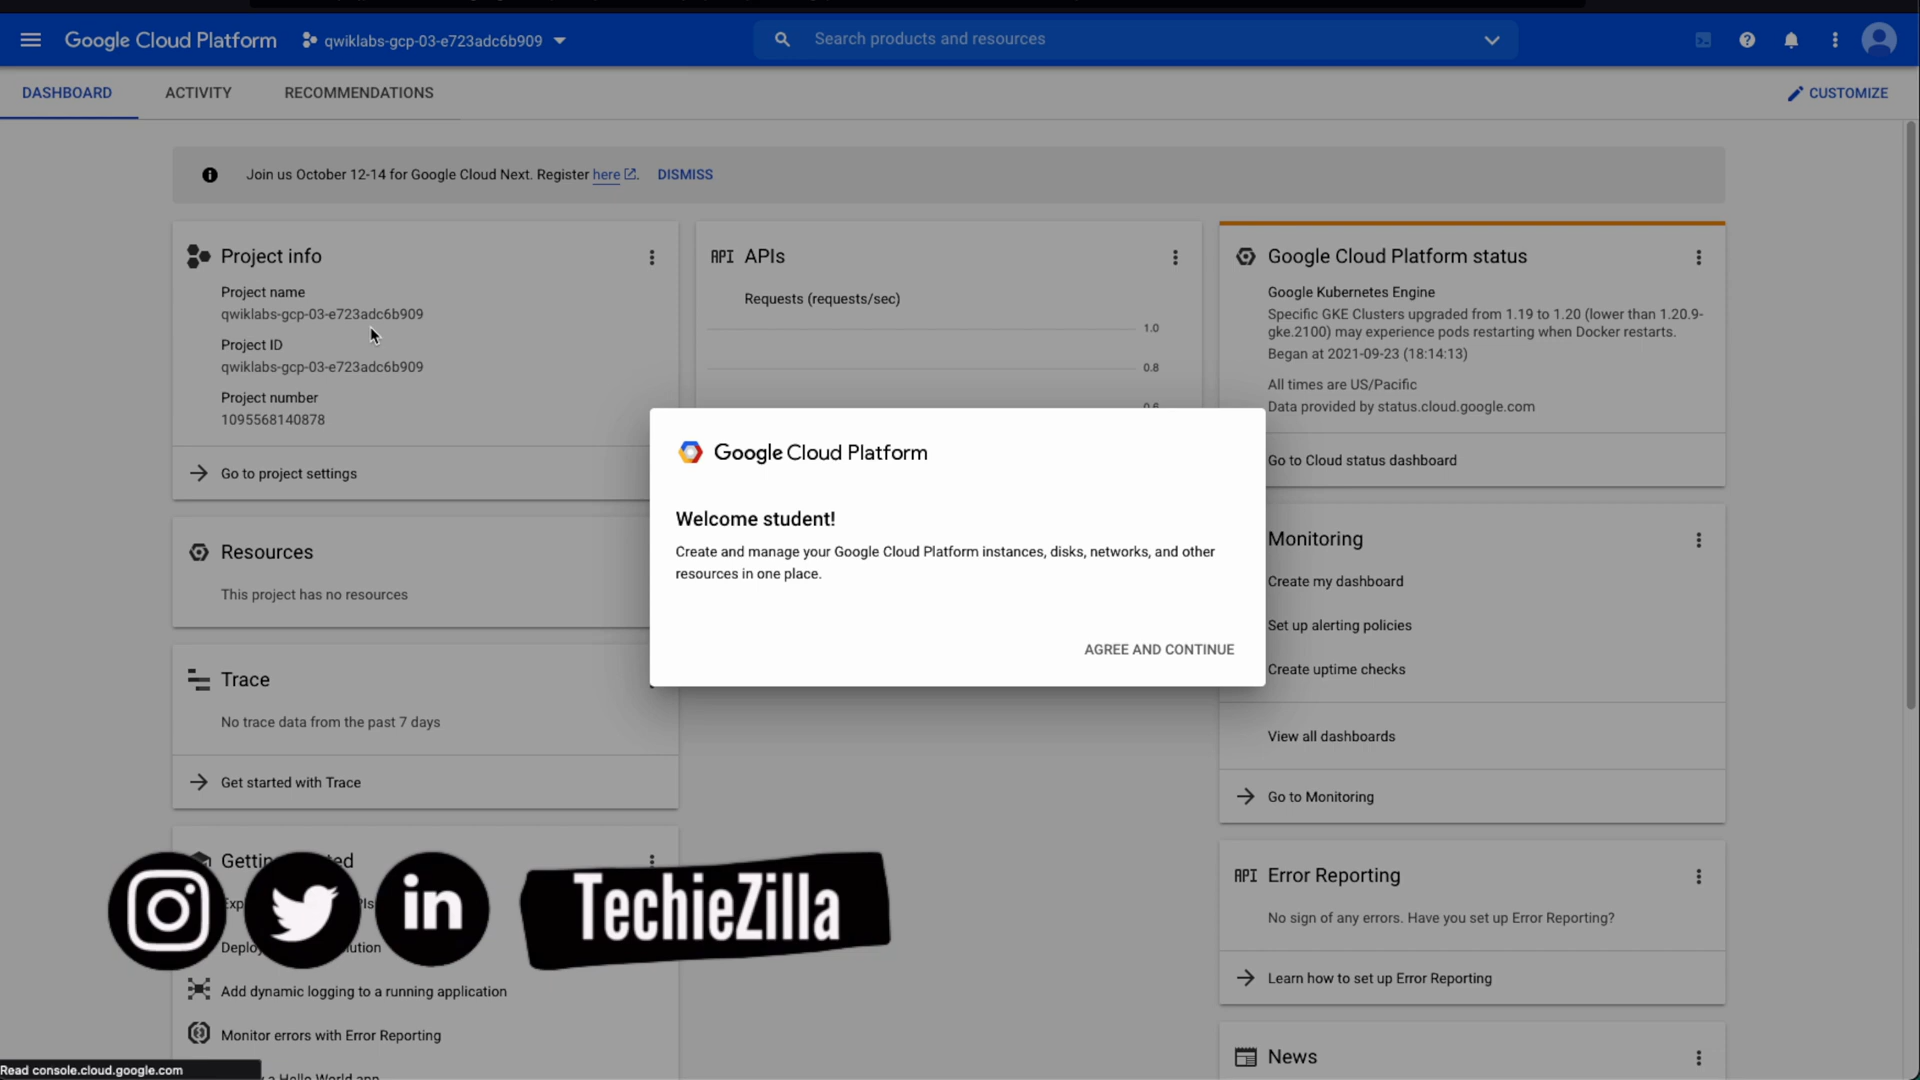 Google Cloud Platform
qwiklabs-gcp-03-e723adc6b909
Search products and resources
DASHBOARD
ACTIVITY
RECOMMENDATIONS
CUSTOMIZE
Join us October 12-14 for Google Cloud Next. Register here. DISMISS
Project info
Project name
qwiklabs-gcp-03-e723adc6b909
Project ID
qwiklabs-gcp-03-e723adc6b909
Project number
1095568140878
Go to project settings
API APIs
Requests (requests/sec)
1.0
0.8
Google Cloud Platform status
Google Kubernetes Engine
Specific GKE Clusters upgraded from 1.19 to 1.20 (lower than 1.20.9-
gke.2100) may experience pods restarting when Docker restarts.
Began at 2021-09-23 (18:14:13)
All times are US/Pacific
Data provided by status.cloud.google.com
Go to Cloud status dashboard
Google Cloud Platform
Welcome student!
Create and manage your Google Cloud Platform instances, disks, networks, and other
resources in one place.
AGREE AND CONTINUE
Resources
This project has no resources
Trace
No trace data from the past 7 days
Get started with Trace
Monitoring
Create my dashboard
Set up alerting policies
Create uptime checks
View all dashboards
Go to Monitoring
in
TechieZilla
Add dynamic logging to a running application
Monitor errors with Error Reporting
API Error Reporting
No sign of any errors. Have you set up Error Reporting?
Learn how to set up Error Reporting
News
Read console.cloud.google.com